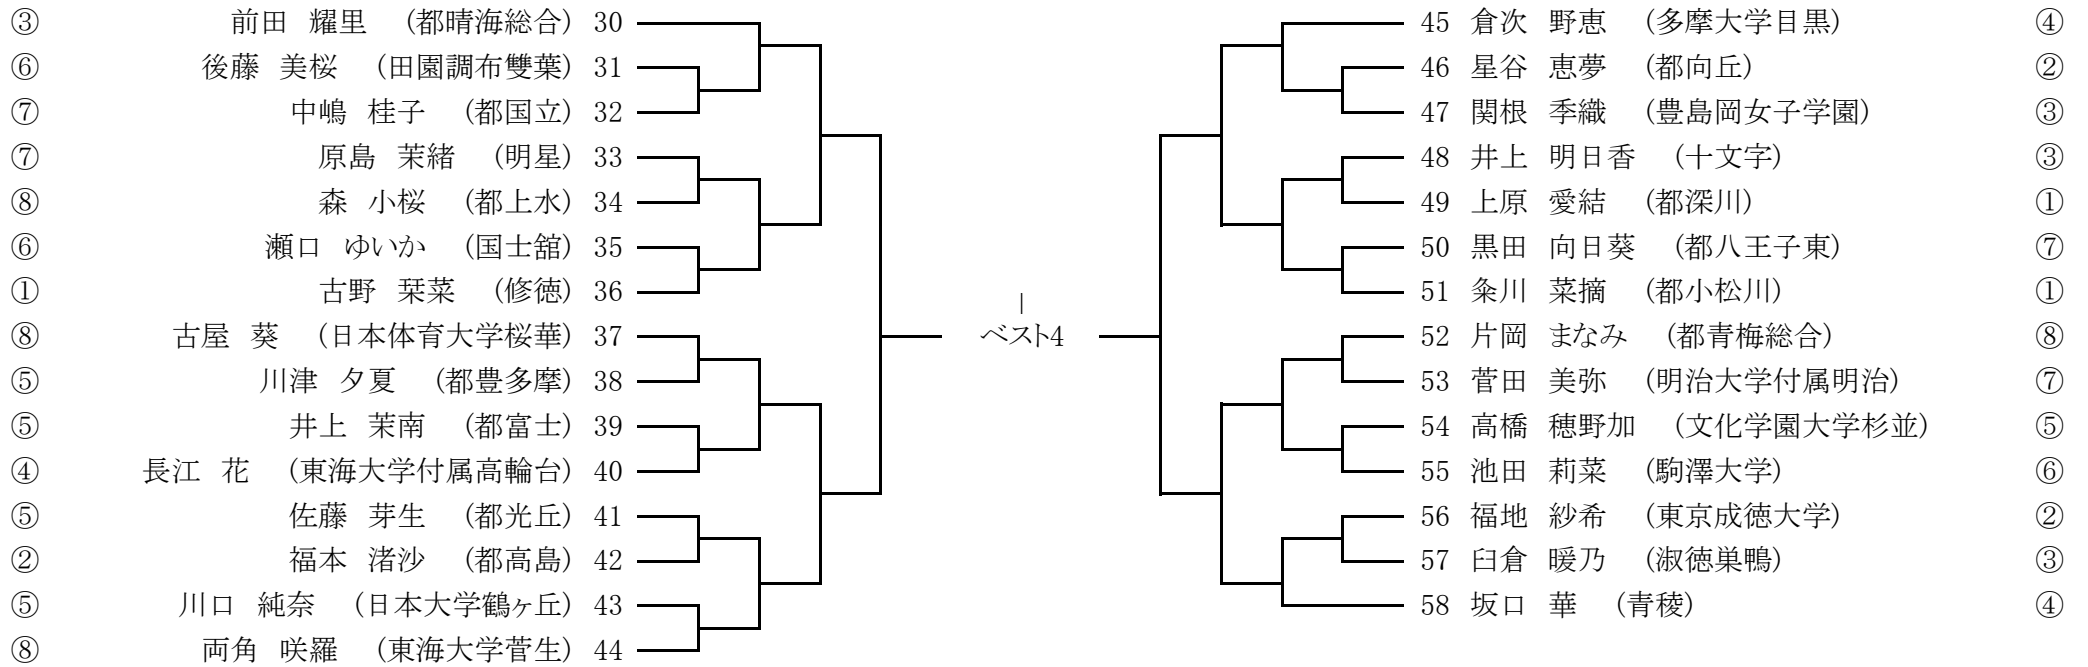 ③ 前田 耀里 (都晴海総合) 30
⑥ 後藤 美桜 (田園調布雙葉) 31
⑦ 中嶋 桂子 (都国立) 32
⑦ 原島 茉緒 (明星) 33
⑧ 森 小桜 (都上水) 34
⑥ 瀬口 ゆいか (国士舘) 35
① 古野 栞菜 (修徳) 36
⑧ 古屋 葵 (日本体育大学桜華) 37
⑤ 川津 夕夏 (都豊多摩) 38
⑤ 井上 茉南 (都富士) 39
④ 長江 花 (東海大学付属高輪台) 40
⑤ 佐藤 芽生 (都光丘) 41
② 福本 渚沙 (都高島) 42
⑤ 川口 純奈 (日本大学鶴ヶ丘) 43
⑧ 両角 咲羅 (東海大学菅生) 44
|
ベスト4
45 倉次 野恵 (多摩大学目黒) ④
46 星谷 恵夢 (都向丘) ②
47 関根 季織 (豊島岡女子学園) ③
48 井上 明日香 (十文字) ③
49 上原 愛結 (都深川) ①
50 黒田 向日葵 (都八王子東) ⑦
51 粂川 菜摘 (都小松川) ①
52 片岡 まなみ (都青梅総合) ⑧
53 菅田 美弥 (明治大学付属明治) ⑦
54 高橋 穂野加 (文化学園大学杉並) ⑤
55 池田 莉菜 (駒澤大学) ⑥
56 福地 紗希 (東京成徳大学) ②
57 臼倉 暖乃 (淑徳巣鴨) ③
58 坂口 華 (青稜) ④